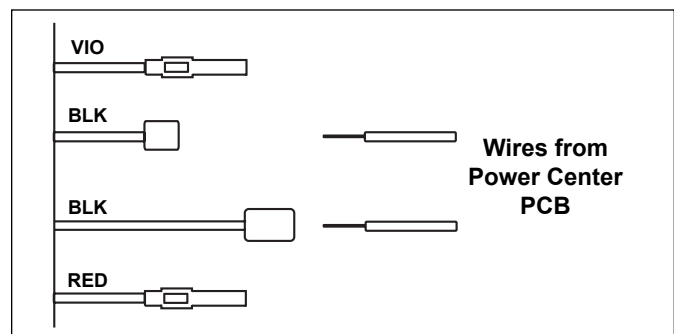 VIO
BLK
Wires from
Power Center
PCB
BLK
RED